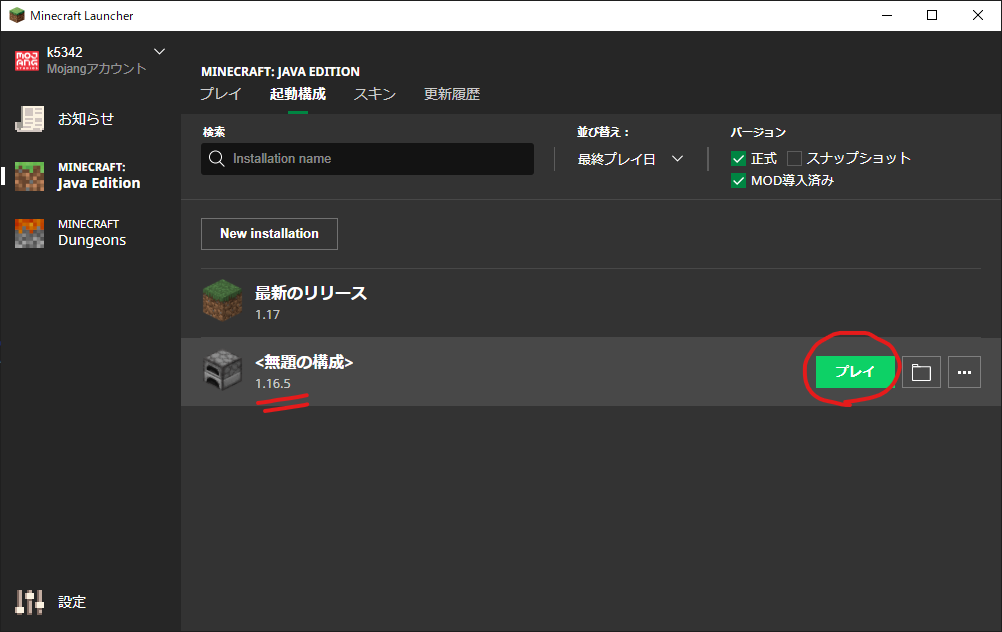 Minecraft Launcher
MOJANG STUDIOS
k5342
Mojangアカウント
お知らせ
MINECRAFT:
Java Edition
MINECRAFT
Dungeons
設定
MINECRAFT: JAVA EDITION
プレイ 起動構成 スキン 更新履歴
検索 並び替え： バージョン
Installation name 最終プレイ日 正式 スナップショット
MOD導入済み
New installation
最新のリリース
1.17
<無題の構成>
1.16.5
プレイ